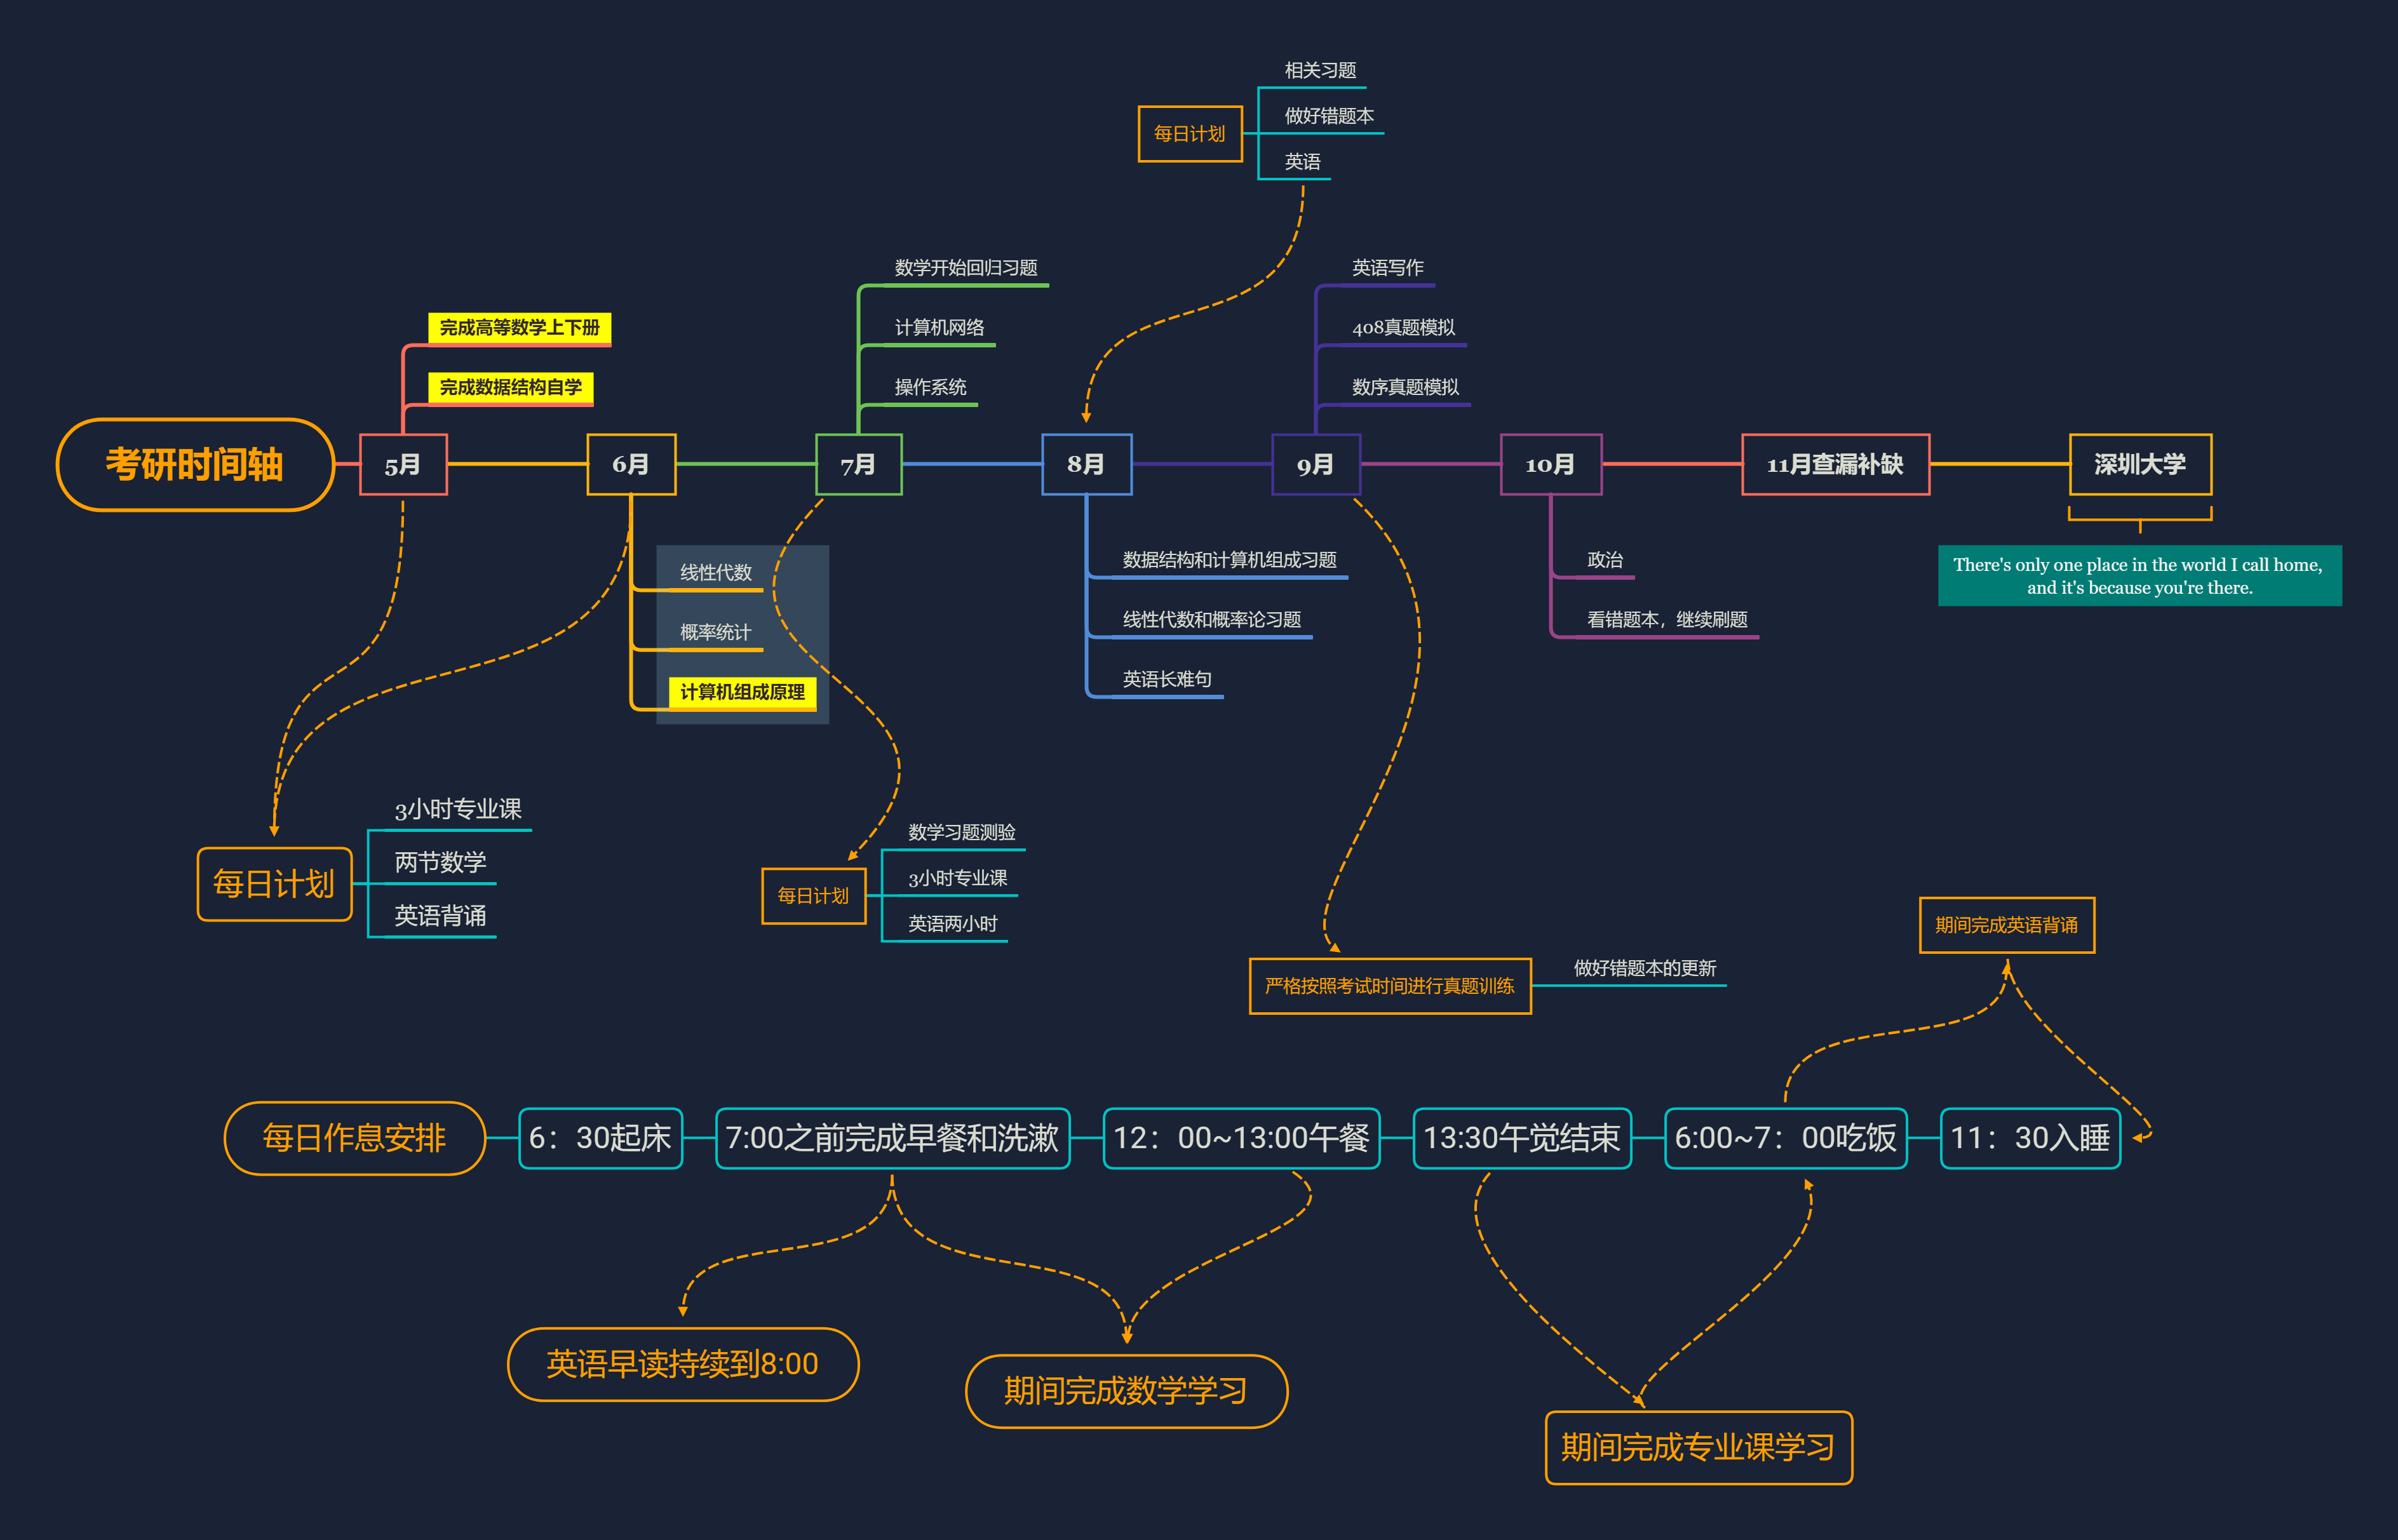 相关习题
做好错题本
每日计划
英语
数学开始回归习题
计算机网络
操作系统
英语写作
408真题模拟
数序真题模拟
完成高等数学上下册
完成数据结构自学
考研时间轴
5月
6月
7月
8月
9月
10月
11月查漏补缺
深圳大学
There's only one place in the world I call home,
and it's because you're there.
线性代数
概率统计
计算机组成原理
数据结构和计算机组成习题
线性代数和概率论习题
英语长难句
政治
看错题本，继续刷题
每日计划
3小时专业课
两节数学
英语背诵
每日计划
数学习题测验
3小时专业课
英语两小时
严格按照考试时间进行真题训练
做好错题本的更新
期间完成英语背诵
每日作息安排
6：30起床
7:00之前完成早餐和洗漱
12：00~13:00午餐
13:30午觉结束
6:00~7：00吃饭
11：30入睡
英语早读持续到8:00
期间完成数学学习
期间完成专业课学习